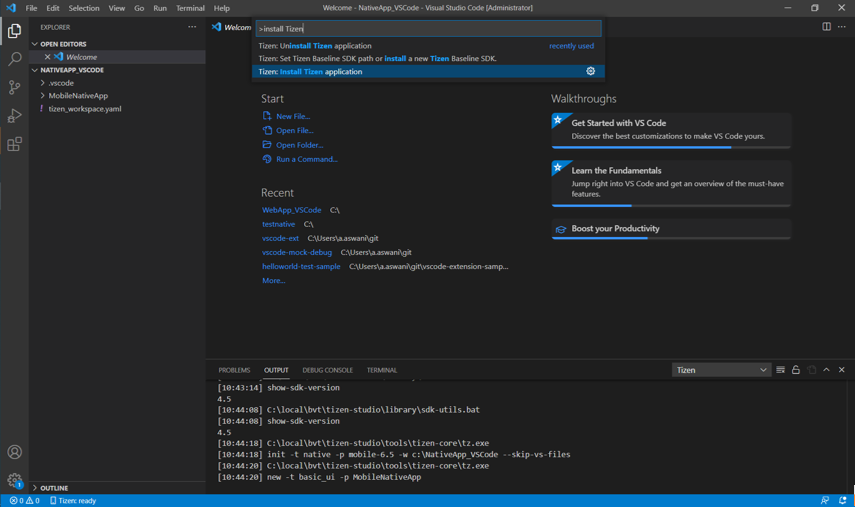 File Edit Selection View Go Run Terminal Help
Welcome - NativeApp_VSCode - Visual Studio Code [Administrator]
EXPLORER
OPEN EDITORS
Welcome
NATIVEAPP_VSCODE
.vscode
MobileNativeApp
! tizen_workspace.yaml
OUTLINE
Welcom
>install Tizen
Tizen: Uninstall Tizen application
recently used
Tizen: Set Tizen Baseline SDK path or install a new Tizen Baseline SDK.
Tizen: Install Tizen application
Start
New File...
Open File...
Open Folder...
Run a Command...
Recent
WebApp_VSCode C:\
testnative C:\
vscode-ext C:\Users\a.aswani\git
vscode-mock-debug C:\Users\a.aswani\git
helloworld-test-sample C:\Users\a.aswani\git\vscode-extension-samp...
More...
Walkthroughs
Get Started with VS Code
Discover the best customizations to make VS Code yours.
Learn the Fundamentals
Jump right into VS Code and get an overview of the must-have
features.
Boost your Productivity
PROBLEMS OUTPUT DEBUG CONSOLE TERMINAL
Tizen
[10:43:14] show-sdk-version
4.5
[10:44:08] C:\local\bvt\tizen-studio\library\sdk-utils.bat
[10:44:08] show-sdk-version
4.5
[10:44:18] C:\local\bvt\tizen-studio\tools\tizen-core\tz.exe
[10:44:18] init -t native -p mobile-6.5 -w c:\NativeApp_VSCode --skip-vs-files
[10:44:20] C:\local\bvt\tizen-studio\tools\tizen-core\tz.exe
[10:44:20] new -t basic_ui -p MobileNativeApp
1
0 0 Tizen: ready